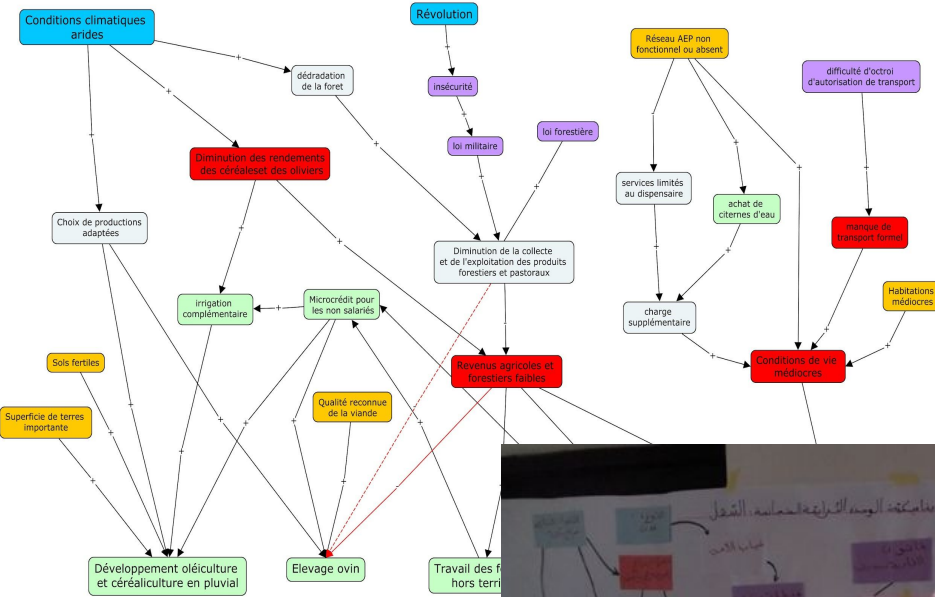 Conditions climatiques
arides
Révolution
Réseau AEP non
fonctionnel ou absent
difficulté d'octroi
d'autorisation de transport
dédradation
de la foret
insécurité
loi militaire
loi forestière
Diminution des rendements
des céréaleset des oliviers
services limités
au dispensaire
achat de
citernes d'eau
Choix de productions
adaptées
manque de
transport formel
Diminution de la collecte
et de l'exploitation des produits
forestiers et pastoraux
irrigation
complémentaire
Microcrédit pour
les non salariés
charge
supplémentaire
Habitations
médiocres
Sols fertiles
Revenus agricoles et
forestiers faibles
Conditions de vie
médiocres
Qualité reconnue
de la viande
Superficie de terres
importante
Développement oléiculture
et céréaliculture en pluvial
Elevage ovin
Travail des
hors terri
غياب الأمن